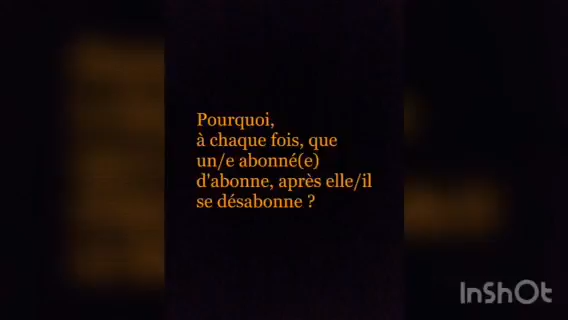 Pourquoi,
à chaque fois, que
un/e abonné(e)
d'abonne, après elle/il
se désabonne ?
InShOt